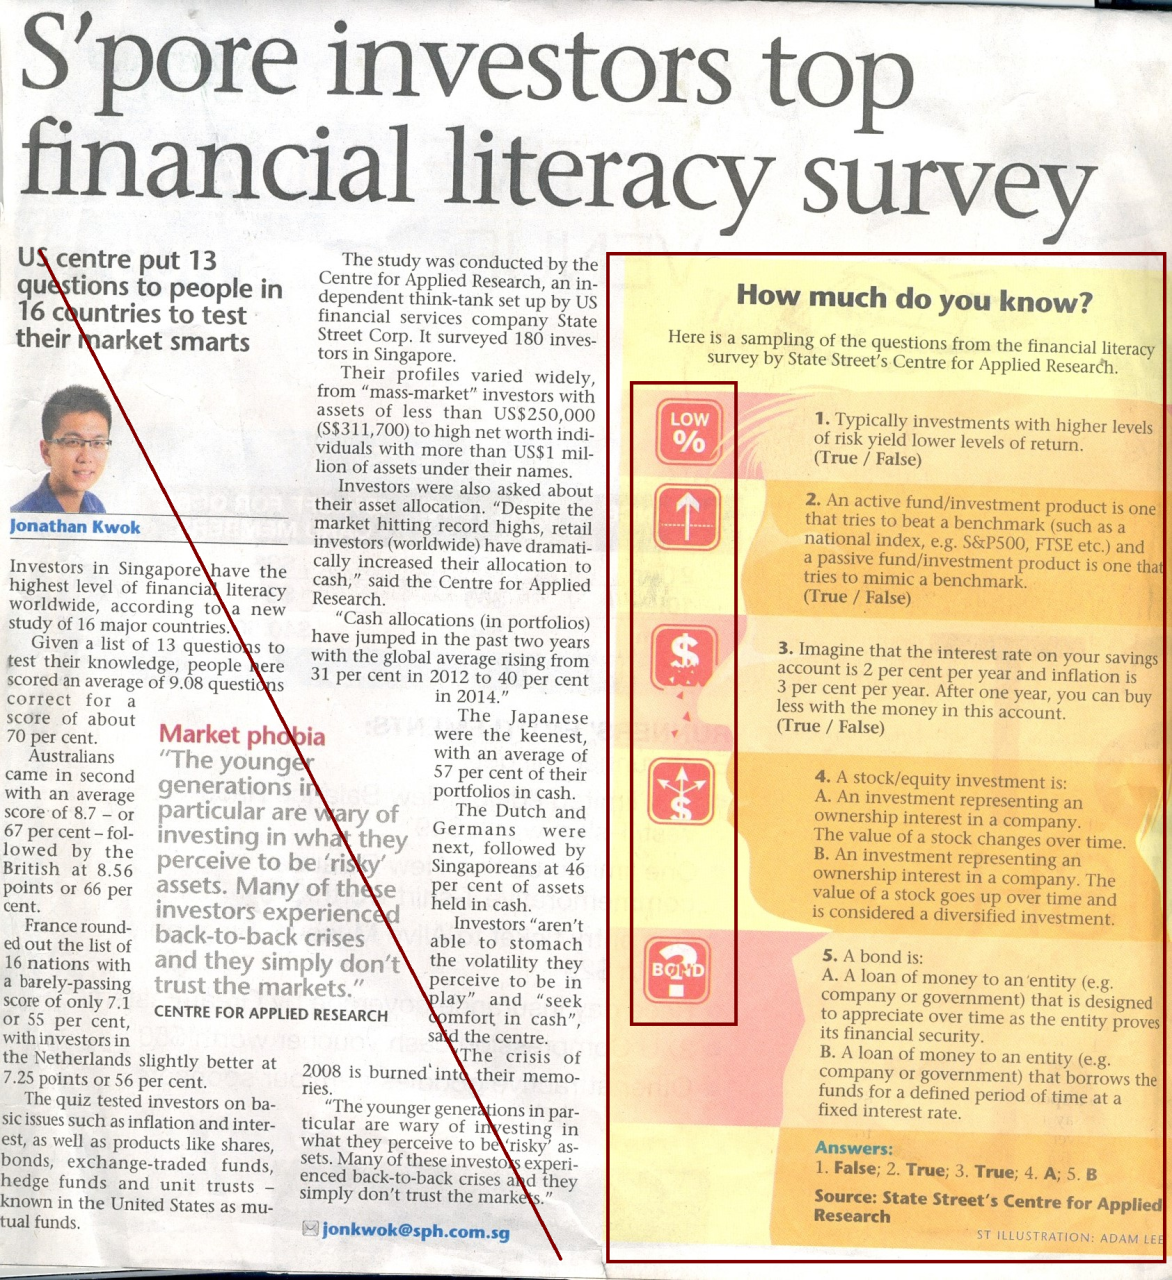 S'pore investors top
financial literacy survey
US centre put 13
questions to people in
16 countries to test
their market smarts
Jonathan Kwok
Investors in Singapore have the
highest level of financial literacy
worldwide, according to a new
study of 16 major countries.
Given a list of 13 questions to
test their knowledge, people here
scored an average of 9.08 questions
correct for a
score of about
70 per cent.
Australians
came in second
with an average
score of 8.7 – or
67 per cent – fol-
lowed by the
British at 8.56
points or 66 per
cent.
France round-
ed out the list of
16 nations with
a barely-passing
score of only 7.1
or 55 per cent,
with investors in
the Netherlands slightly better at
7.25 points or 56 per cent.
The quiz tested investors on ba-
sic issues such as inflation and inter-
est, as well as products like shares,
bonds, exchange-traded funds,
hedge funds and unit trusts –
known in the United States as mu-
tual funds.
Market phobia
"The younger
generations in
particular are wary of
investing in what they
perceive to be 'risky'
assets. Many of these
investors experienced
back-to-back crises
and they simply don't
trust the markets."
CENTRE FOR APPLIED RESEARCH
The study was conducted by the
Centre for Applied Research, an in-
dependent think-tank set up by US
financial services company State
Street Corp. It surveyed 180 inves-
tors in Singapore.
Their profiles varied widely,
from "mass-market" investors with
assets of less than US$250,000
(S$311,700) to high net worth indi-
viduals with more than US$1 mil-
lion of assets under their names.
Investors were also asked about
their asset allocation. "Despite the
market hitting record highs, retail
investors (worldwide) have dramati-
cally increased their allocation to
cash," said the Centre for Applied
Research.
"Cash allocations (in portfolios)
have jumped in the past two years
with the global average rising from
31 per cent in 2012 to 40 per cent
in 2014."
The Japanese
were the keenest,
with an average of
57 per cent of their
portfolios in cash.
The Dutch and
Germans were
next, followed by
Singaporeans at 46
per cent of assets
held in cash.
Investors "aren't
able to stomach
the volatility they
perceive to be in
play" and "seek
comfort in cash",
said the centre.
"The crisis of
2008 is burned into their memo-
ries.
"The younger generations in par-
ticular are wary of investing in
what they perceive to be 'risky' as-
sets. Many of these investors experi-
enced back-to-back crises and they
simply don't trust the markets."
jonkwok@sph.com.sg
How much do you know?
Here is a sampling of the questions from the financial literacy
survey by State Street's Centre for Applied Research.
LOW
%
1. Typically investments with higher levels
of risk yield lower levels of return.
(True / False)
2. An active fund/investment product is one
that tries to beat a benchmark (such as a
national index, e.g. S&P500, FTSE etc.) and
a passive fund/investment product is one that
tries to mimic a benchmark.
(True / False)
$
3. Imagine that the interest rate on your savings
account is 2 per cent per year and inflation is
3 per cent per year. After one year, you can buy
less with the money in this account.
(True / False)
$
4. A stock/equity investment is:
A. An investment representing an
ownership interest in a company.
The value of a stock changes over time.
B. An investment representing an
ownership interest in a company. The
value of a stock goes up over time and
is considered a diversified investment.
?
BOND
5. A bond is:
A. A loan of money to an entity (e.g.
company or government) that is designed
to appreciate over time as the entity proves
its financial security.
B. A loan of money to an entity (e.g.
company or government) that borrows the
funds for a defined period of time at a
fixed interest rate.
Answers:
1. False; 2. True; 3. True; 4. A; 5. B
Source: State Street's Centre for Applied
Research
ST ILLUSTRATION: ADAM LEE